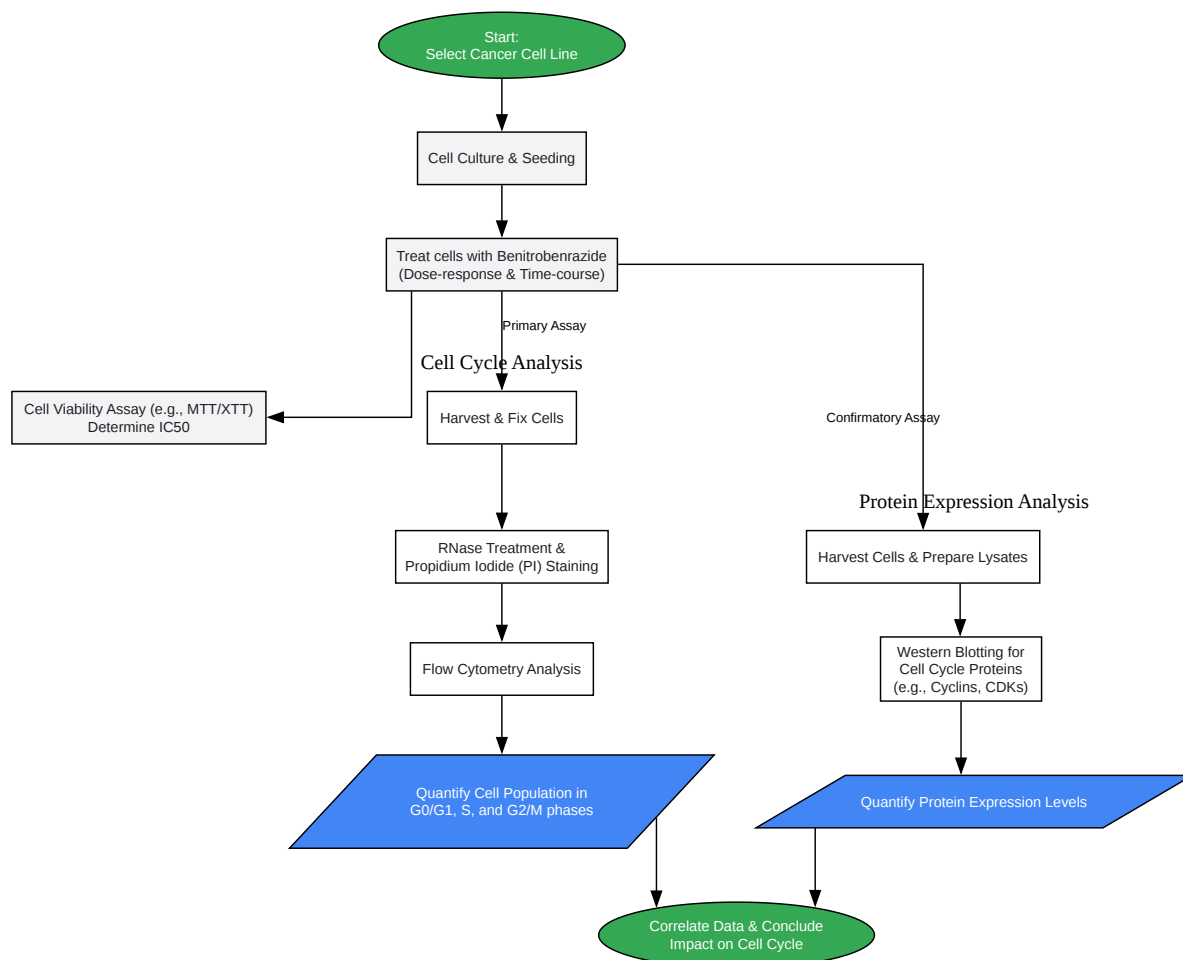 Start:
Select Cancer Cell Line
Cell Culture & Seeding
Treat cells with Benitrobenrazide
(Dose-response & Time-course)
Primary Assay
Cell Cycle Analysis
Cell Viability Assay (e.g., MTT/XTT)
Determine IC50
Harvest & Fix Cells
Confirmatory Assay
Protein Expression Analysis
RNase Treatment &
Propidium Iodide (PI) Staining
Harvest Cells & Prepare Lysates
Flow Cytometry Analysis
Western Blotting for
Cell Cycle Proteins
(e.g., Cyclins, CDKs)
Quantify Cell Population in
G0/G1, S, and G2/M phases
Quantify Protein Expression Levels
Correlate Data & Conclude
Impact on Cell Cycle